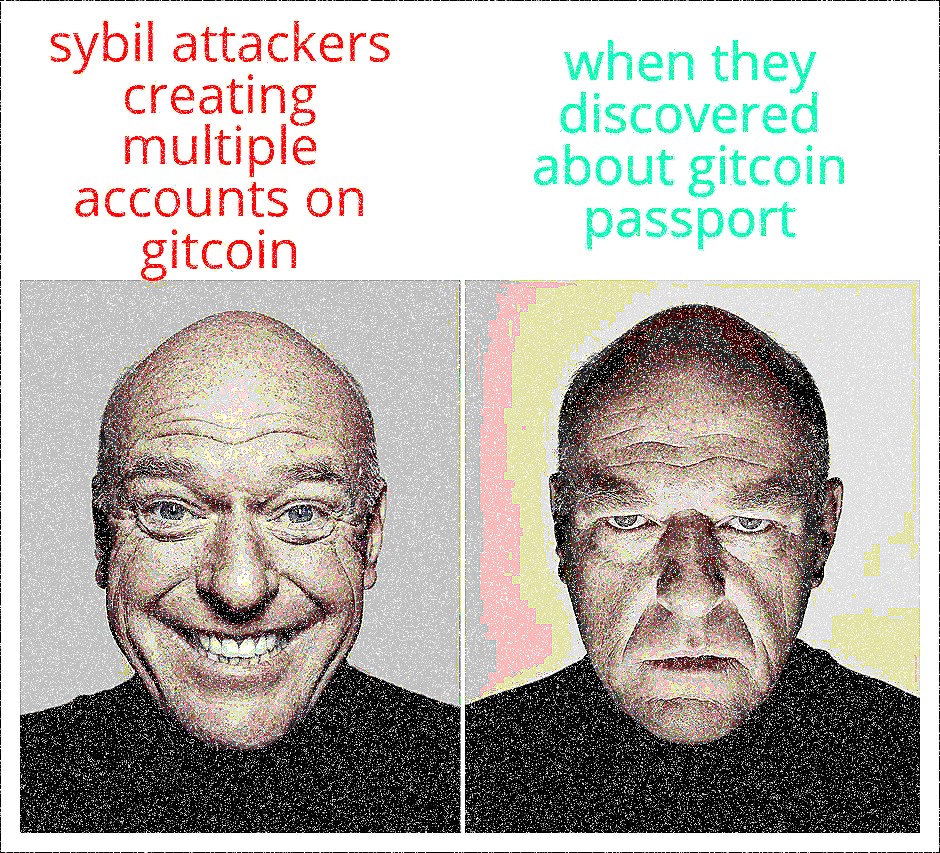 sybil attackers
creating
multiple
accounts on
gitcoin
when they
discovered
about gitcoin
passport